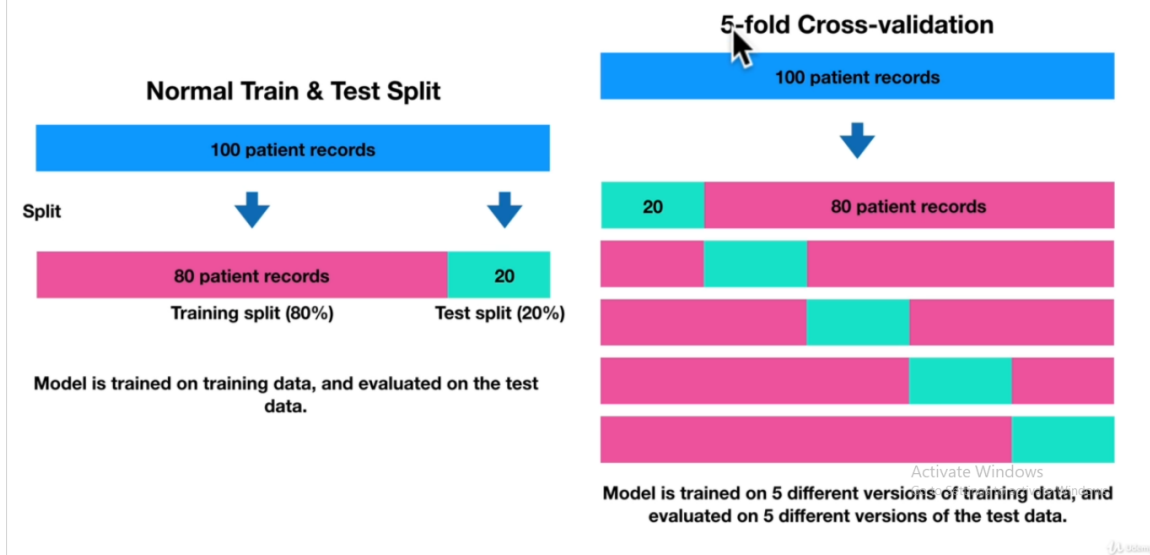 Normal Train & Test Split
100 patient records
Split
80 patient records
20
Training split (80%)
Test split (20%)
Model is trained on training data, and evaluated on the test
data.
5-fold Cross-validation
100 patient records
20
80 patient records
Activate Windows
Model is trained on 5 different versions of training data, and
evaluated on 5 different versions of the test data.